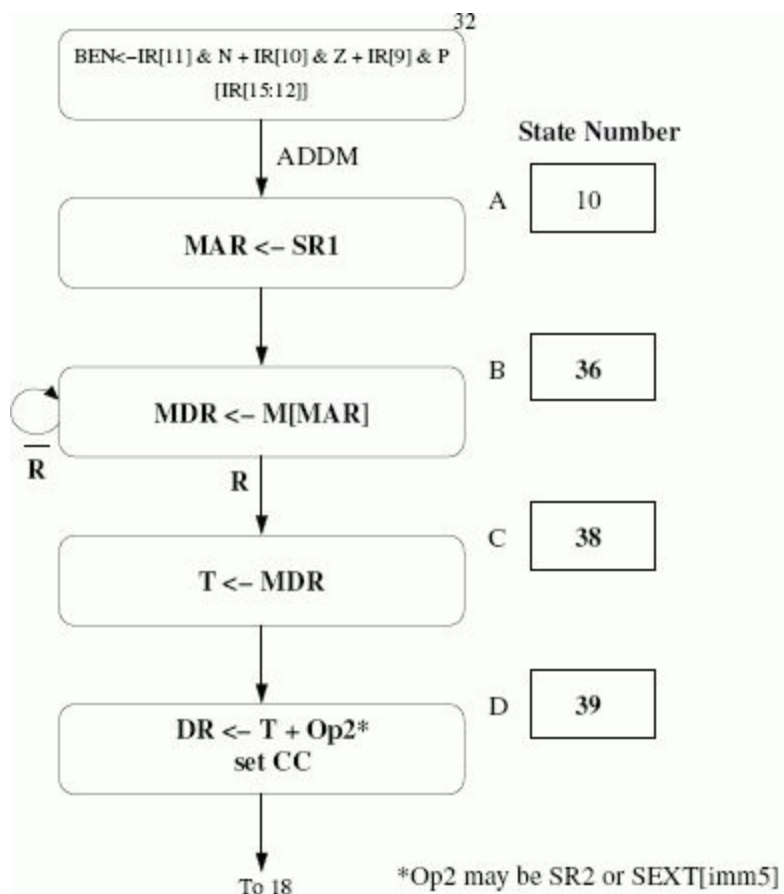 32
BEN<-IR[11] & N + IR[10] & Z + IR[9] & P
[IR[15:12]]
State Number
ADDM
A
10
MAR <- SR1
B
36
MDR <- M[MAR]
R
R
C
38
T <- MDR
D
39
DR <- T + Op2*
set CC
To 18
*Op2 may be SR2 or SEXT[imm5]